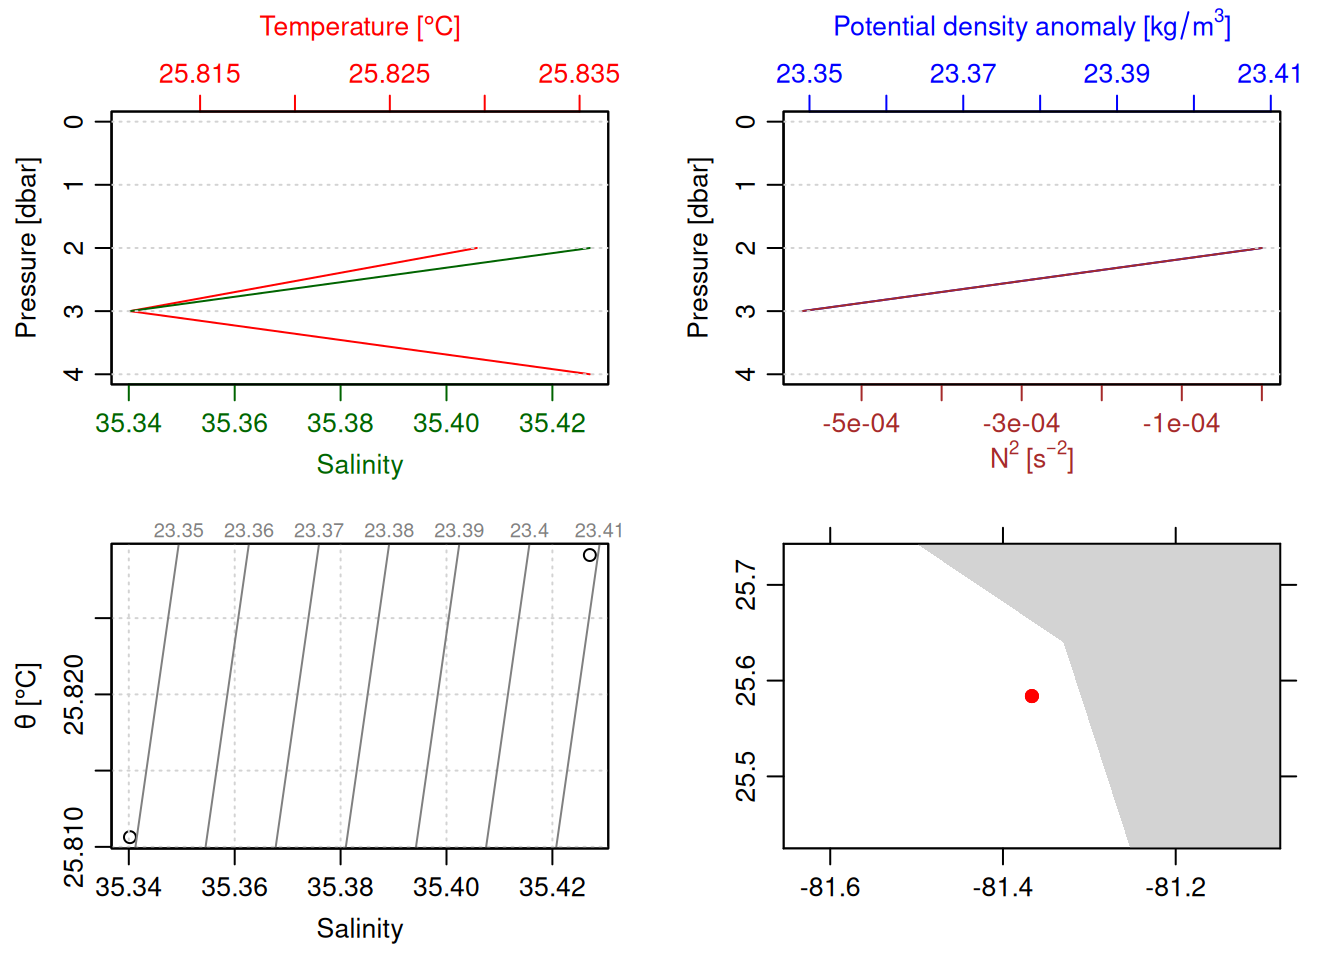 Temperature [°C]
25.815 25.825 25.835
Pressure [dbar]
0
1
2
3
4
35.34 35.36 35.38 35.40 35.42
Salinity
Potential density anomaly [kg/m³]
23.35 23.37 23.39 23.41
Pressure [dbar]
0
1
2
3
4
-5e-04 -3e-04 -1e-04
N² [s⁻²]
23.35 23.36 23.37 23.38 23.39 23.4 23.41
θ [°C]
25.820
25.810
35.34 35.36 35.38 35.40 35.42
Salinity
25.7
25.6
25.5
-81.6 -81.4 -81.2